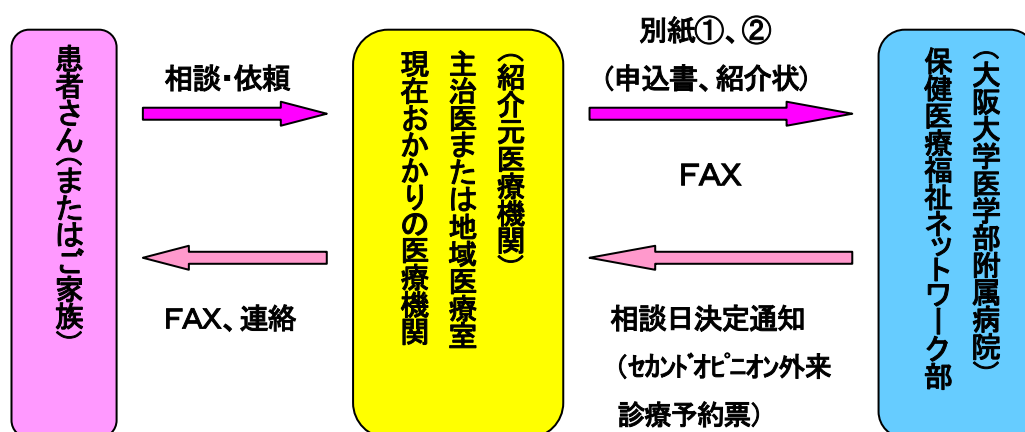 患者さん(またはご家族)
相談・依頼
FAX、連絡
現在おかかりの医療機関
主治医または地域医療室
(紹介元医療機関)
別紙①、②
(申込書、紹介状)
FAX
相談日決定通知
(セカンドオピニオン外来
診療予約票)
保健医療福祉ネットワーク部
(大阪大学医学部附属病院)